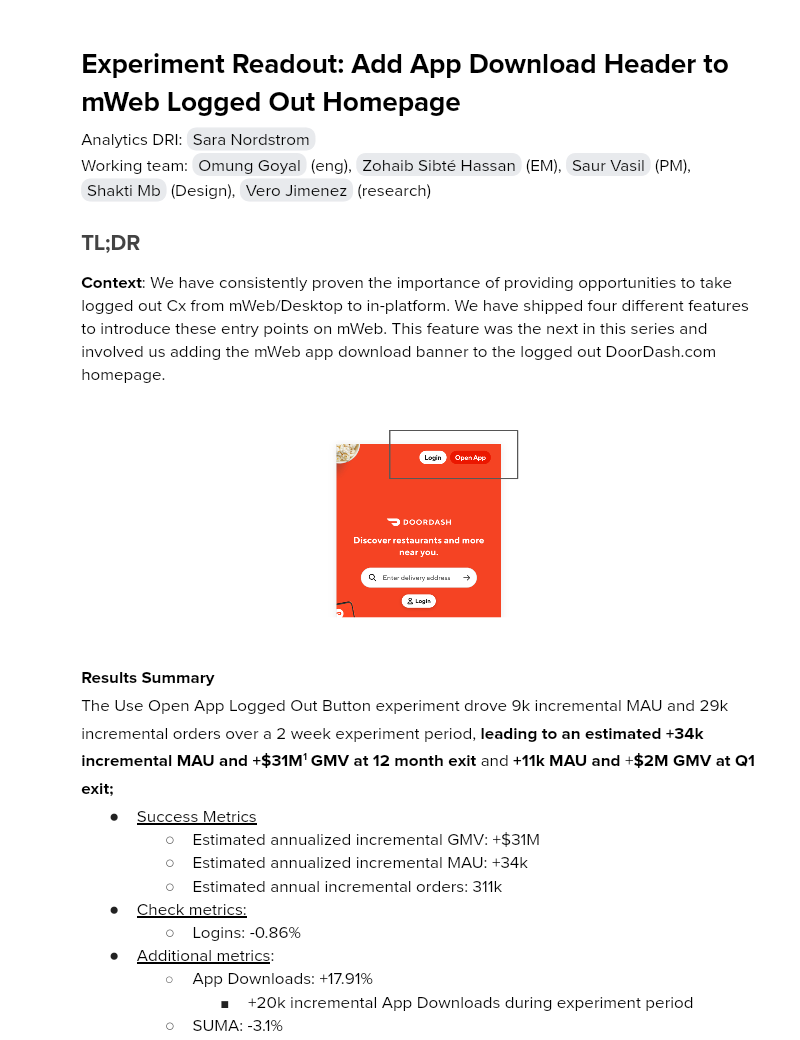 Experiment Readout: Add App Download Header to
mWeb Logged Out Homepage
Analytics DRI: Sara Nordstrom
Working team: Omung Goyal (eng), Zohaib Sibté Hassan (EM), Saur Vasil (PM),
Shakti Mb (Design), Vero Jimenez (research)
TL;DR
Context: We have consistently proven the importance of providing opportunities to take
logged out Cx from mWeb/Desktop to in-platform. We have shipped four different features
to introduce these entry points on mWeb. This feature was the next in this series and
involved us adding the mWeb app download banner to the logged out DoorDash.com
homepage.
Login Open App
DOORDASH
Discover restaurants and more
near you.
Enter delivery address
Login
Results Summary
The Use Open App Logged Out Button experiment drove 9k incremental MAU and 29k
incremental orders over a 2 week experiment period, leading to an estimated +34k
incremental MAU and +$31M¹ GMV at 12 month exit and +11k MAU and +$2M GMV at Q1
exit;
● Success Metrics
○ Estimated annualized incremental GMV: +$31M
○ Estimated annualized incremental MAU: +34k
○ Estimated annual incremental orders: 311k
● Check metrics:
○ Logins: -0.86%
● Additional metrics:
○ App Downloads: +17.91%
■ +20k incremental App Downloads during experiment period
○ SUMA: -3.1%